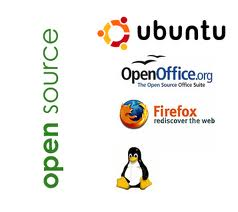 open source
ubuntu
OpenOffice.org
The Open Source Office Suite
Firefox
rediscover the web